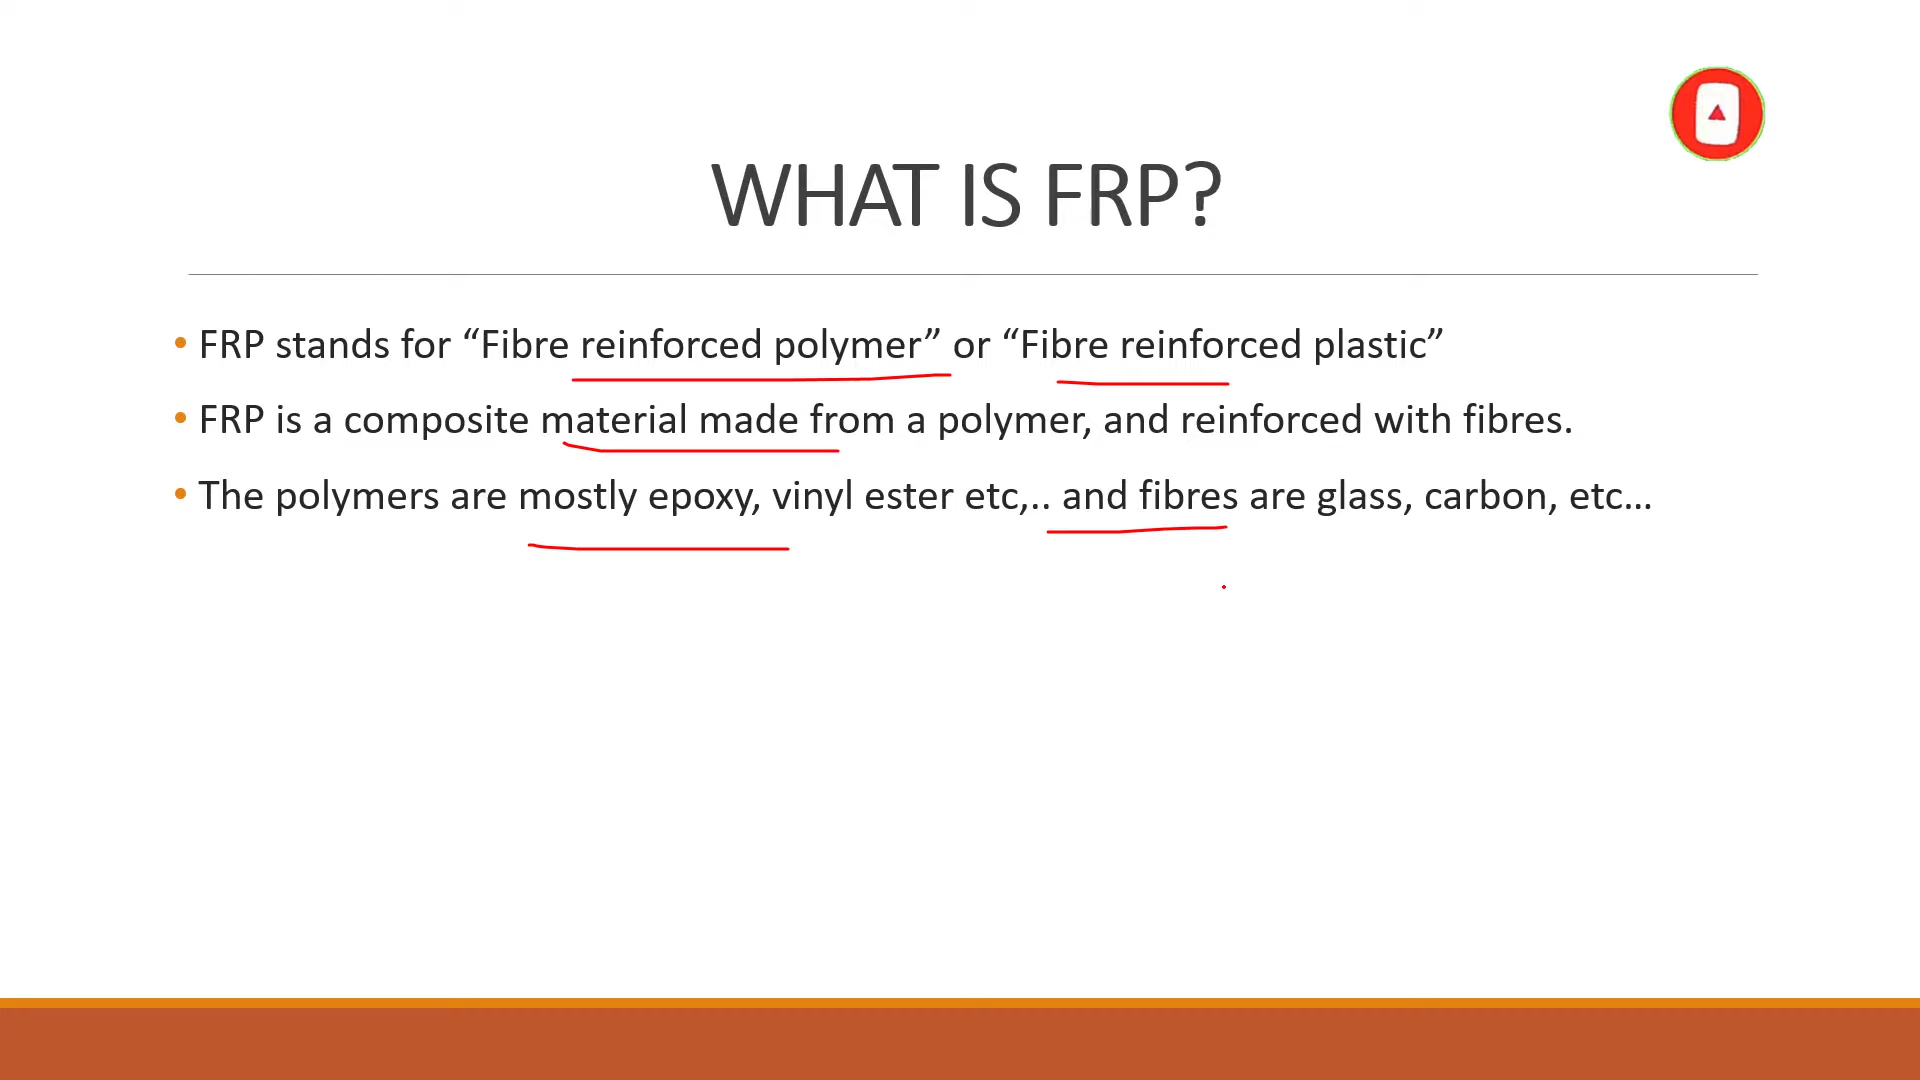 WHAT IS FRP?
• FRP stands for “Fibre reinforced polymer” or “Fibre reinforced plastic”
• FRP is a composite material made from a polymer, and reinforced with fibres.
• The polymers are mostly epoxy, vinyl ester etc,.. and fibres are glass, carbon, etc...